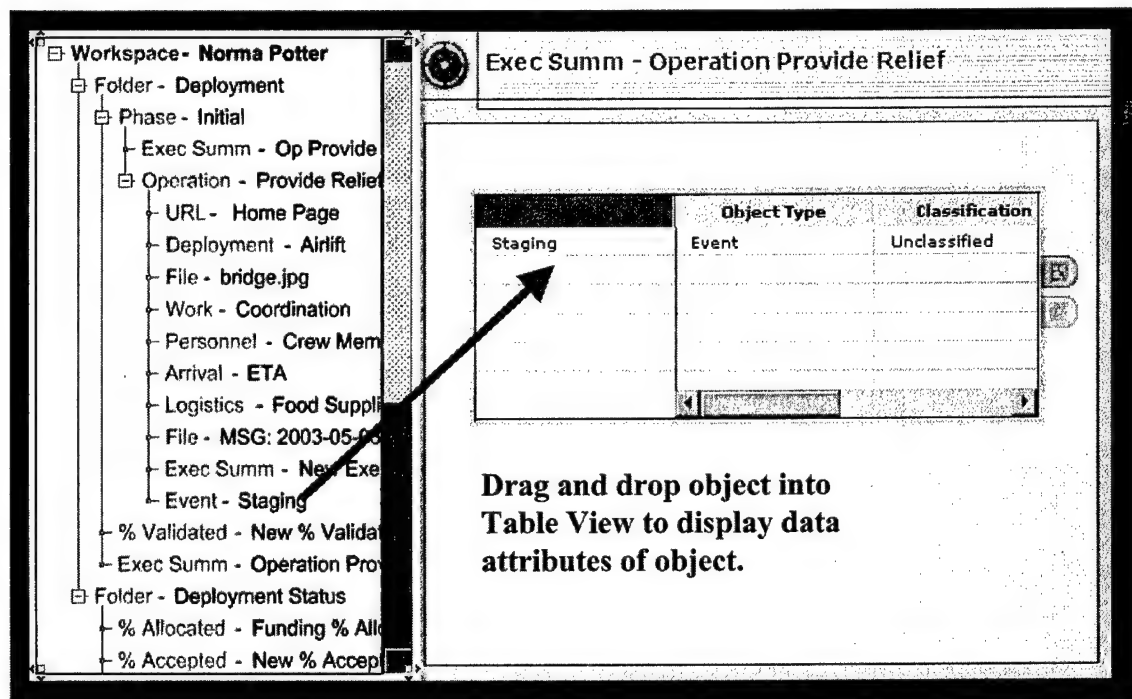 Workspace - Norma Potter
Folder - Deployment
Phase - Initial
Exec Summ - Op Provide
Operation - Provide Relief
URL - Home Page
Deployment - Airlift
File - bridge.jpg
Work - Coordination
Personnel - Crew Mem
Arrival - ETA
Logistics - Food Suppli
File - MSG: 2003-05-05
Exec Summ - New Exe
Event - Staging
% Validated - New % Validat
Exec Summ - Operation Prov
Folder - Deployment Status
% Allocated - Funding % Allo
% Accepted - New % Accept
Exec Summ - Operation Provide Relief
Object Type Classification
Staging Event Unclassified
Drag and drop object into
Table View to display data
attributes of object.